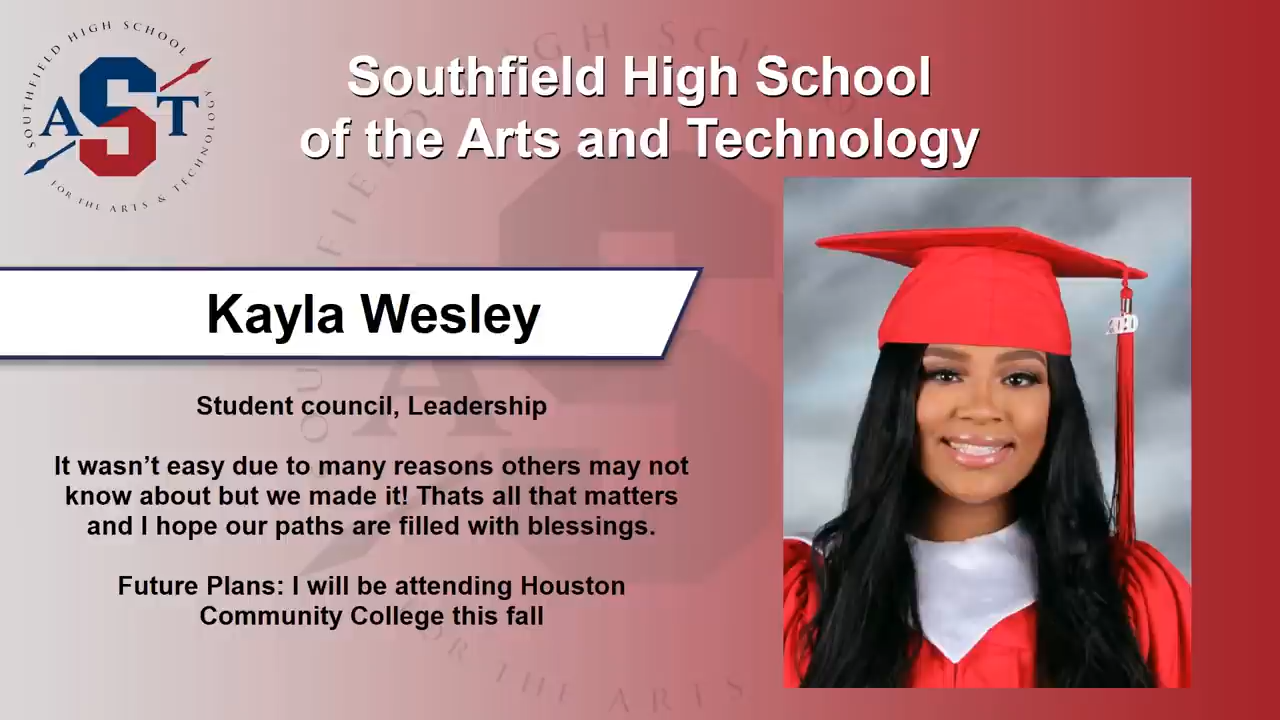 SOUTHFIELD HIGH SCHOOL
AST
FOR THE ARTS & TECHNOLOGY
Southfield High School
of the Arts and Technology
Kayla Wesley
Student council, Leadership
It wasn’t easy due to many reasons others may not
know about but we made it! Thats all that matters
and I hope our paths are filled with blessings.
Future Plans: I will be attending Houston
Community College this fall
2020